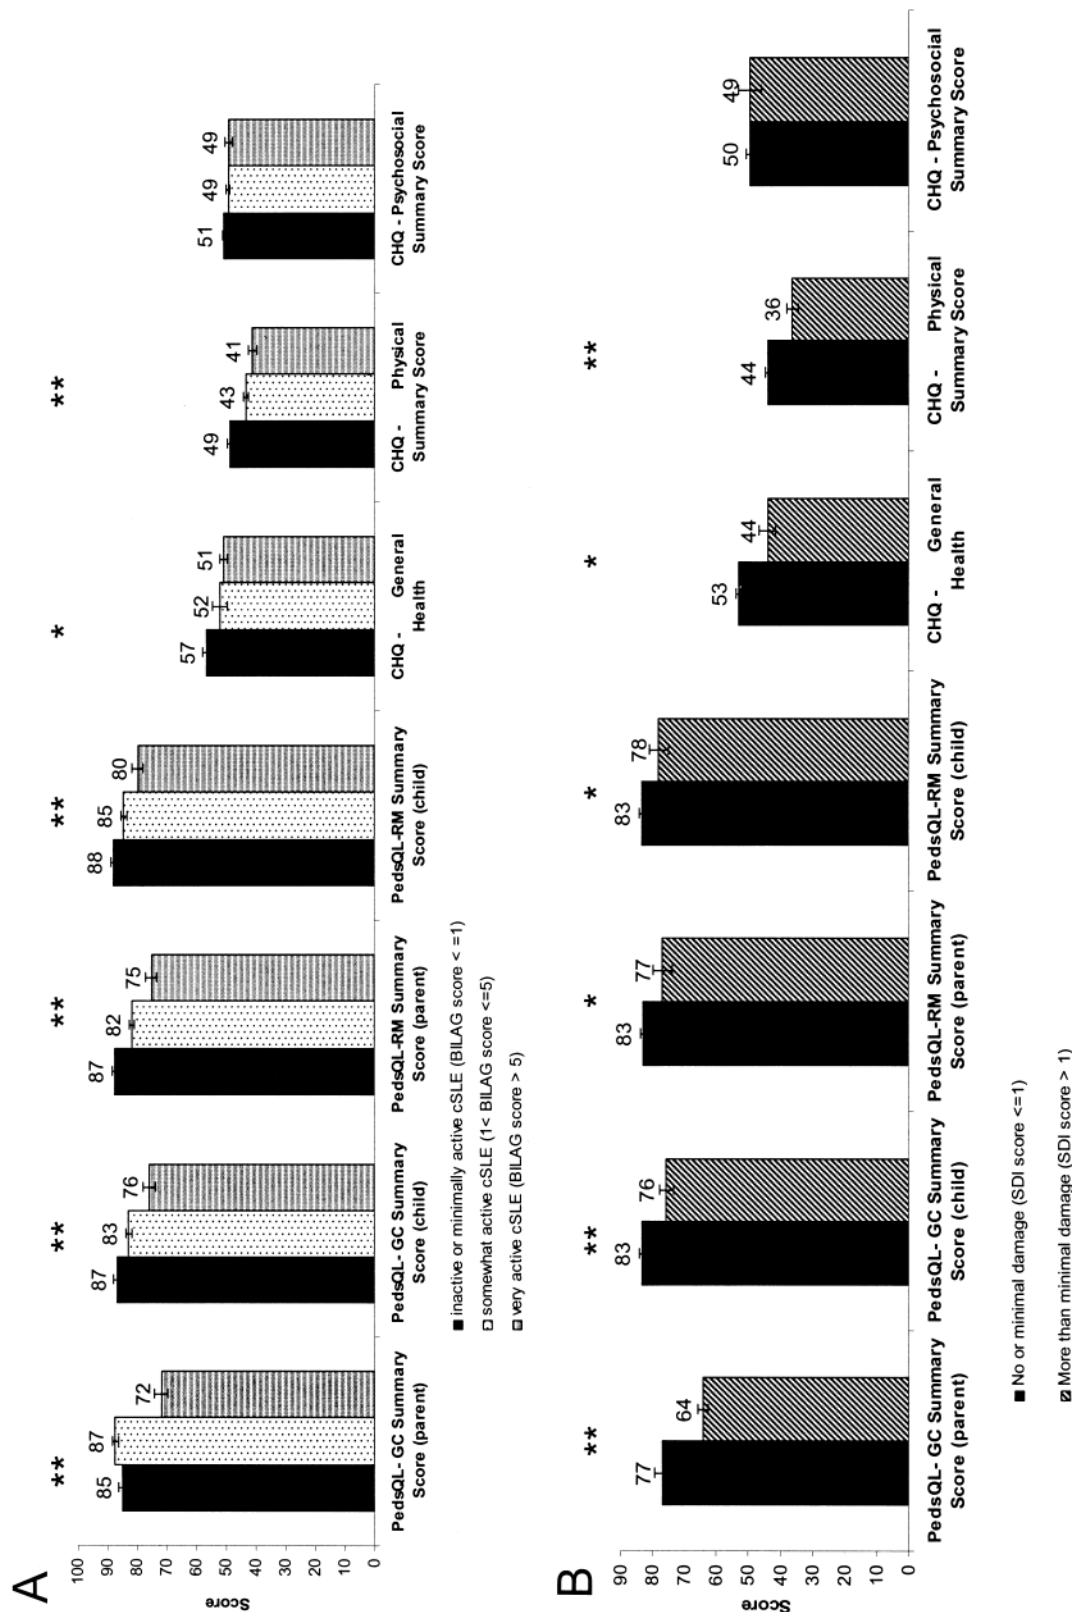 A
**
**
**
**
*
**
100
90
80
70
60
50
40
30
20
10
0
Score
85
87
72
87
83
76
87
82
75
88
85
80
57
52
51
49
43
41
51
49
49
PedsQL- GC Summary
Score (parent)
PedsQL- GC Summary
Score (child)
PedsQL-RM Summary
Score (parent)
PedsQL-RM Summary
Score (child)
CHQ - General
Health
CHQ - Physical
Summary Score
CHQ - Psychosocial
Summary Score
inactive or minimally active cSLE (BILAG score < =1)
somewhat active cSLE (1< BILAG score <=5)
very active cSLE (BILAG score > 5)
B
**
**
*
*
*
**
90
80
70
60
50
40
30
20
10
0
Score
77
64
83
76
83
77
83
78
53
44
44
36
50
49
PedsQL- GC Summary
Score (parent)
PedsQL- GC Summary
Score (child)
PedsQL-RM Summary
Score (parent)
PedsQL-RM Summary
Score (child)
CHQ - General
Health
CHQ - Physical
Summary Score
CHQ - Psychosocial
Summary Score
No or minimal damage (SDI score <=1)
More than minimal damage (SDI score > 1)